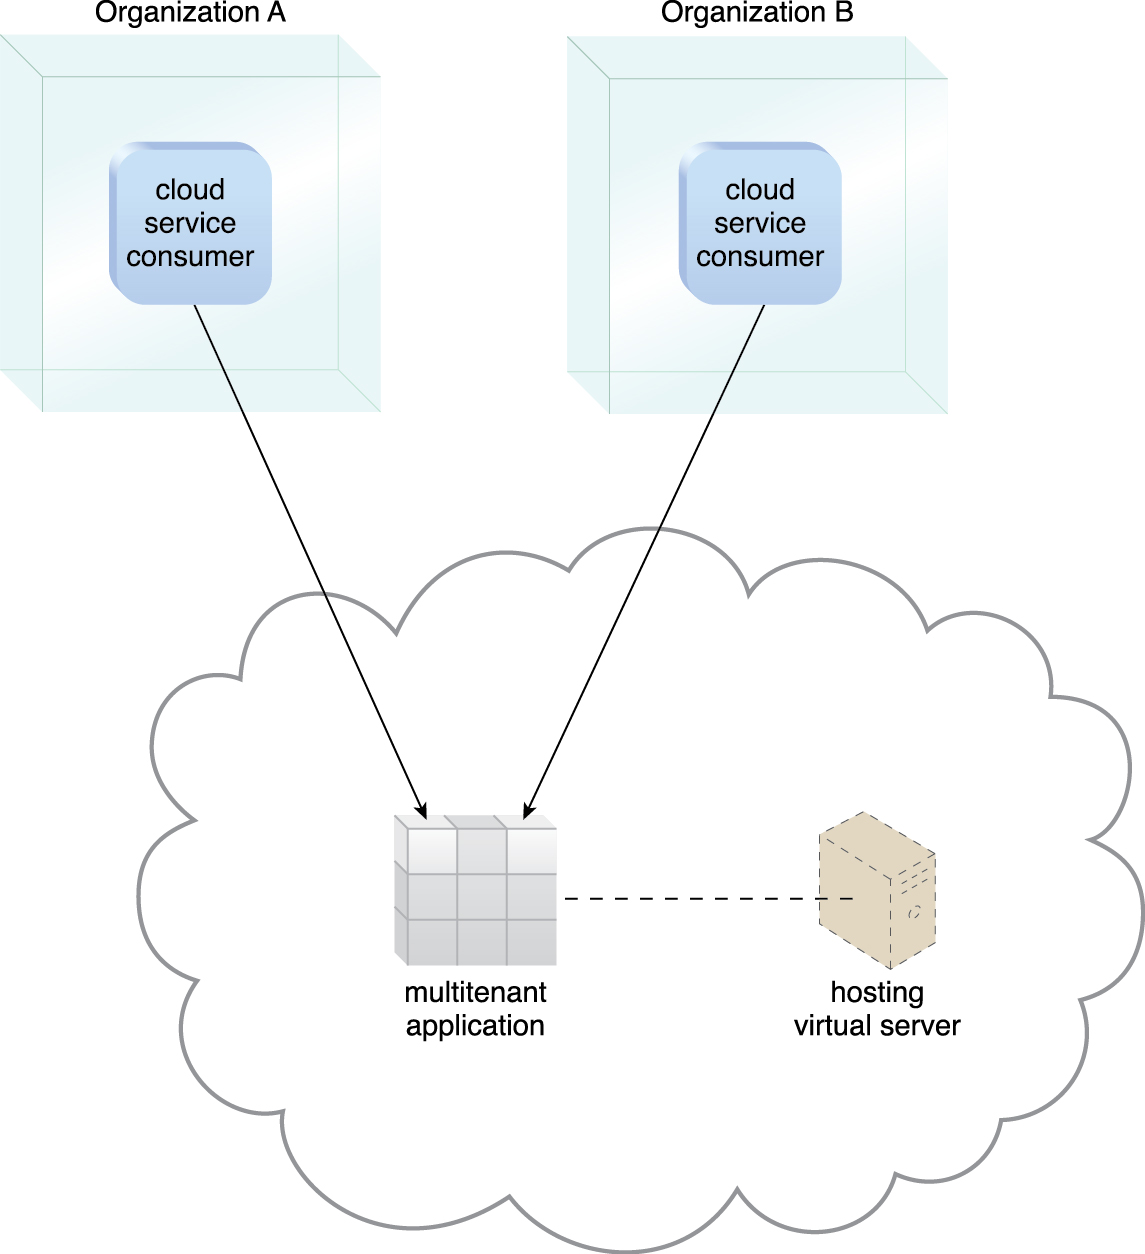 Organization A
Organization B
cloud
service
consumer
cloud
service
consumer
multitenant
application
hosting
virtual server